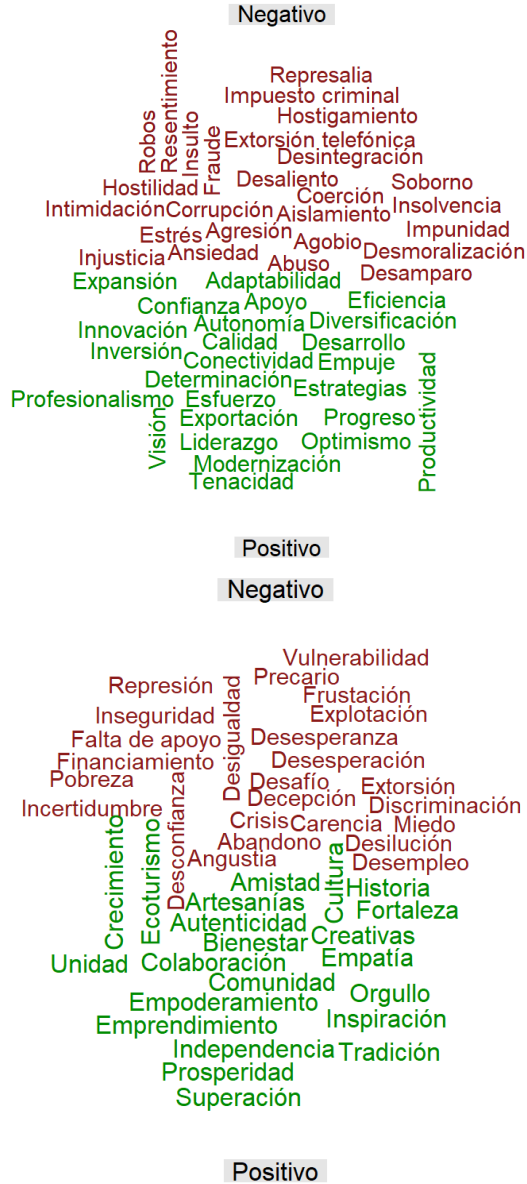 Negativo
Represalia
Impuesto criminal
Hostigamiento
Robos
Resentimiento
Insulto
Fraude
Extorsión telefónica
Desintegración
Desaliento
Hostilidad
Coerción
Soborno
Intimidación
Corrupción
Aislamiento
Insolvencia
Estrés
Agresión
Agobio
Impunidad
Injusticia
Ansiedad
Abuso
Desmoralización
Desamparo
Expansión
Adaptabilidad
Confianza
Apoyo
Eficiencia
Innovación
Autonomía
Diversificación
Inversión
Calidad
Desarrollo
Conectividad
Empuje
Determinación
Estrategias
Profesionalismo
Esfuerzo
Productividad
Visión
Exportación
Progreso
Liderazgo
Optimismo
Modernización
Tenacidad
Positivo
Negativo
Vulnerabilidad
Precario
Represión
Desigualdad
Frustación
Inseguridad
Explotación
Falta de apoyo
Desesperanza
Financiamiento
Desesperación
Pobreza
Desconfianza
Desafío
Extorsión
Incertidumbre
Decepción
Discriminación
Crisis
Carencia
Miedo
Abandono
Desilución
Angustia
Desempleo
Crecimiento
Ecoturismo
Amistad
Cultura
Historia
Artesanías
Fortaleza
Autenticidad
Creativas
Bienestar
Unidad
Colaboración
Empatía
Comunidad
Orgullo
Empoderamiento
Emprendimiento
Inspiración
Independencia
Tradición
Prosperidad
Superación
Positivo